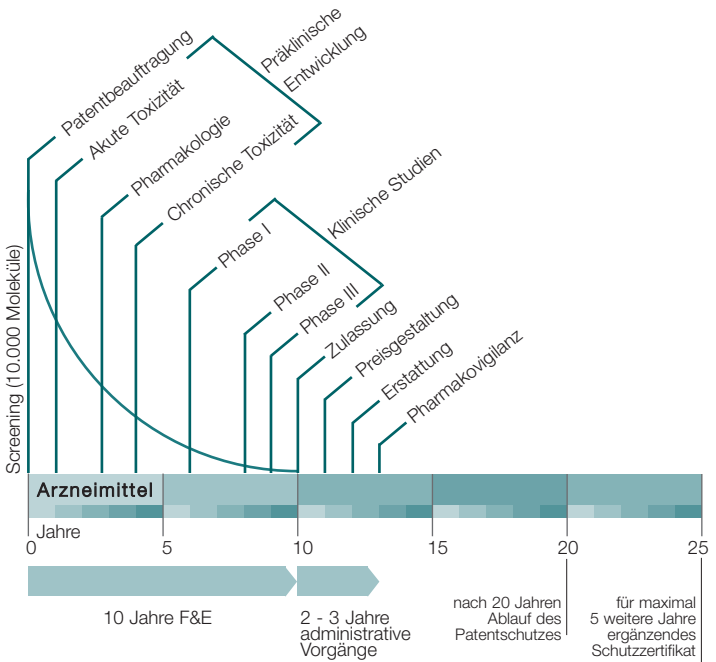 Präklinische
Entwicklung
Patentbeauftragung
Akute Toxizität
Pharmakologie
Chronische Toxizität
Klinische Studien
Phase I
Phase II
Phase III
Zulassung
Preisgestaltung
Erstattung
Pharmakovigilanz
Screening (10.000 Moleküle)
Arzneimittel
Jahre
0 5 10 15 20 25
10 Jahre F&E
2 - 3 Jahre
administrative
Vorgänge
nach 20 Jahren
Ablauf des
Patentschutzes
für maximal
5 weitere Jahre
ergänzendes
Schutzzertifikat